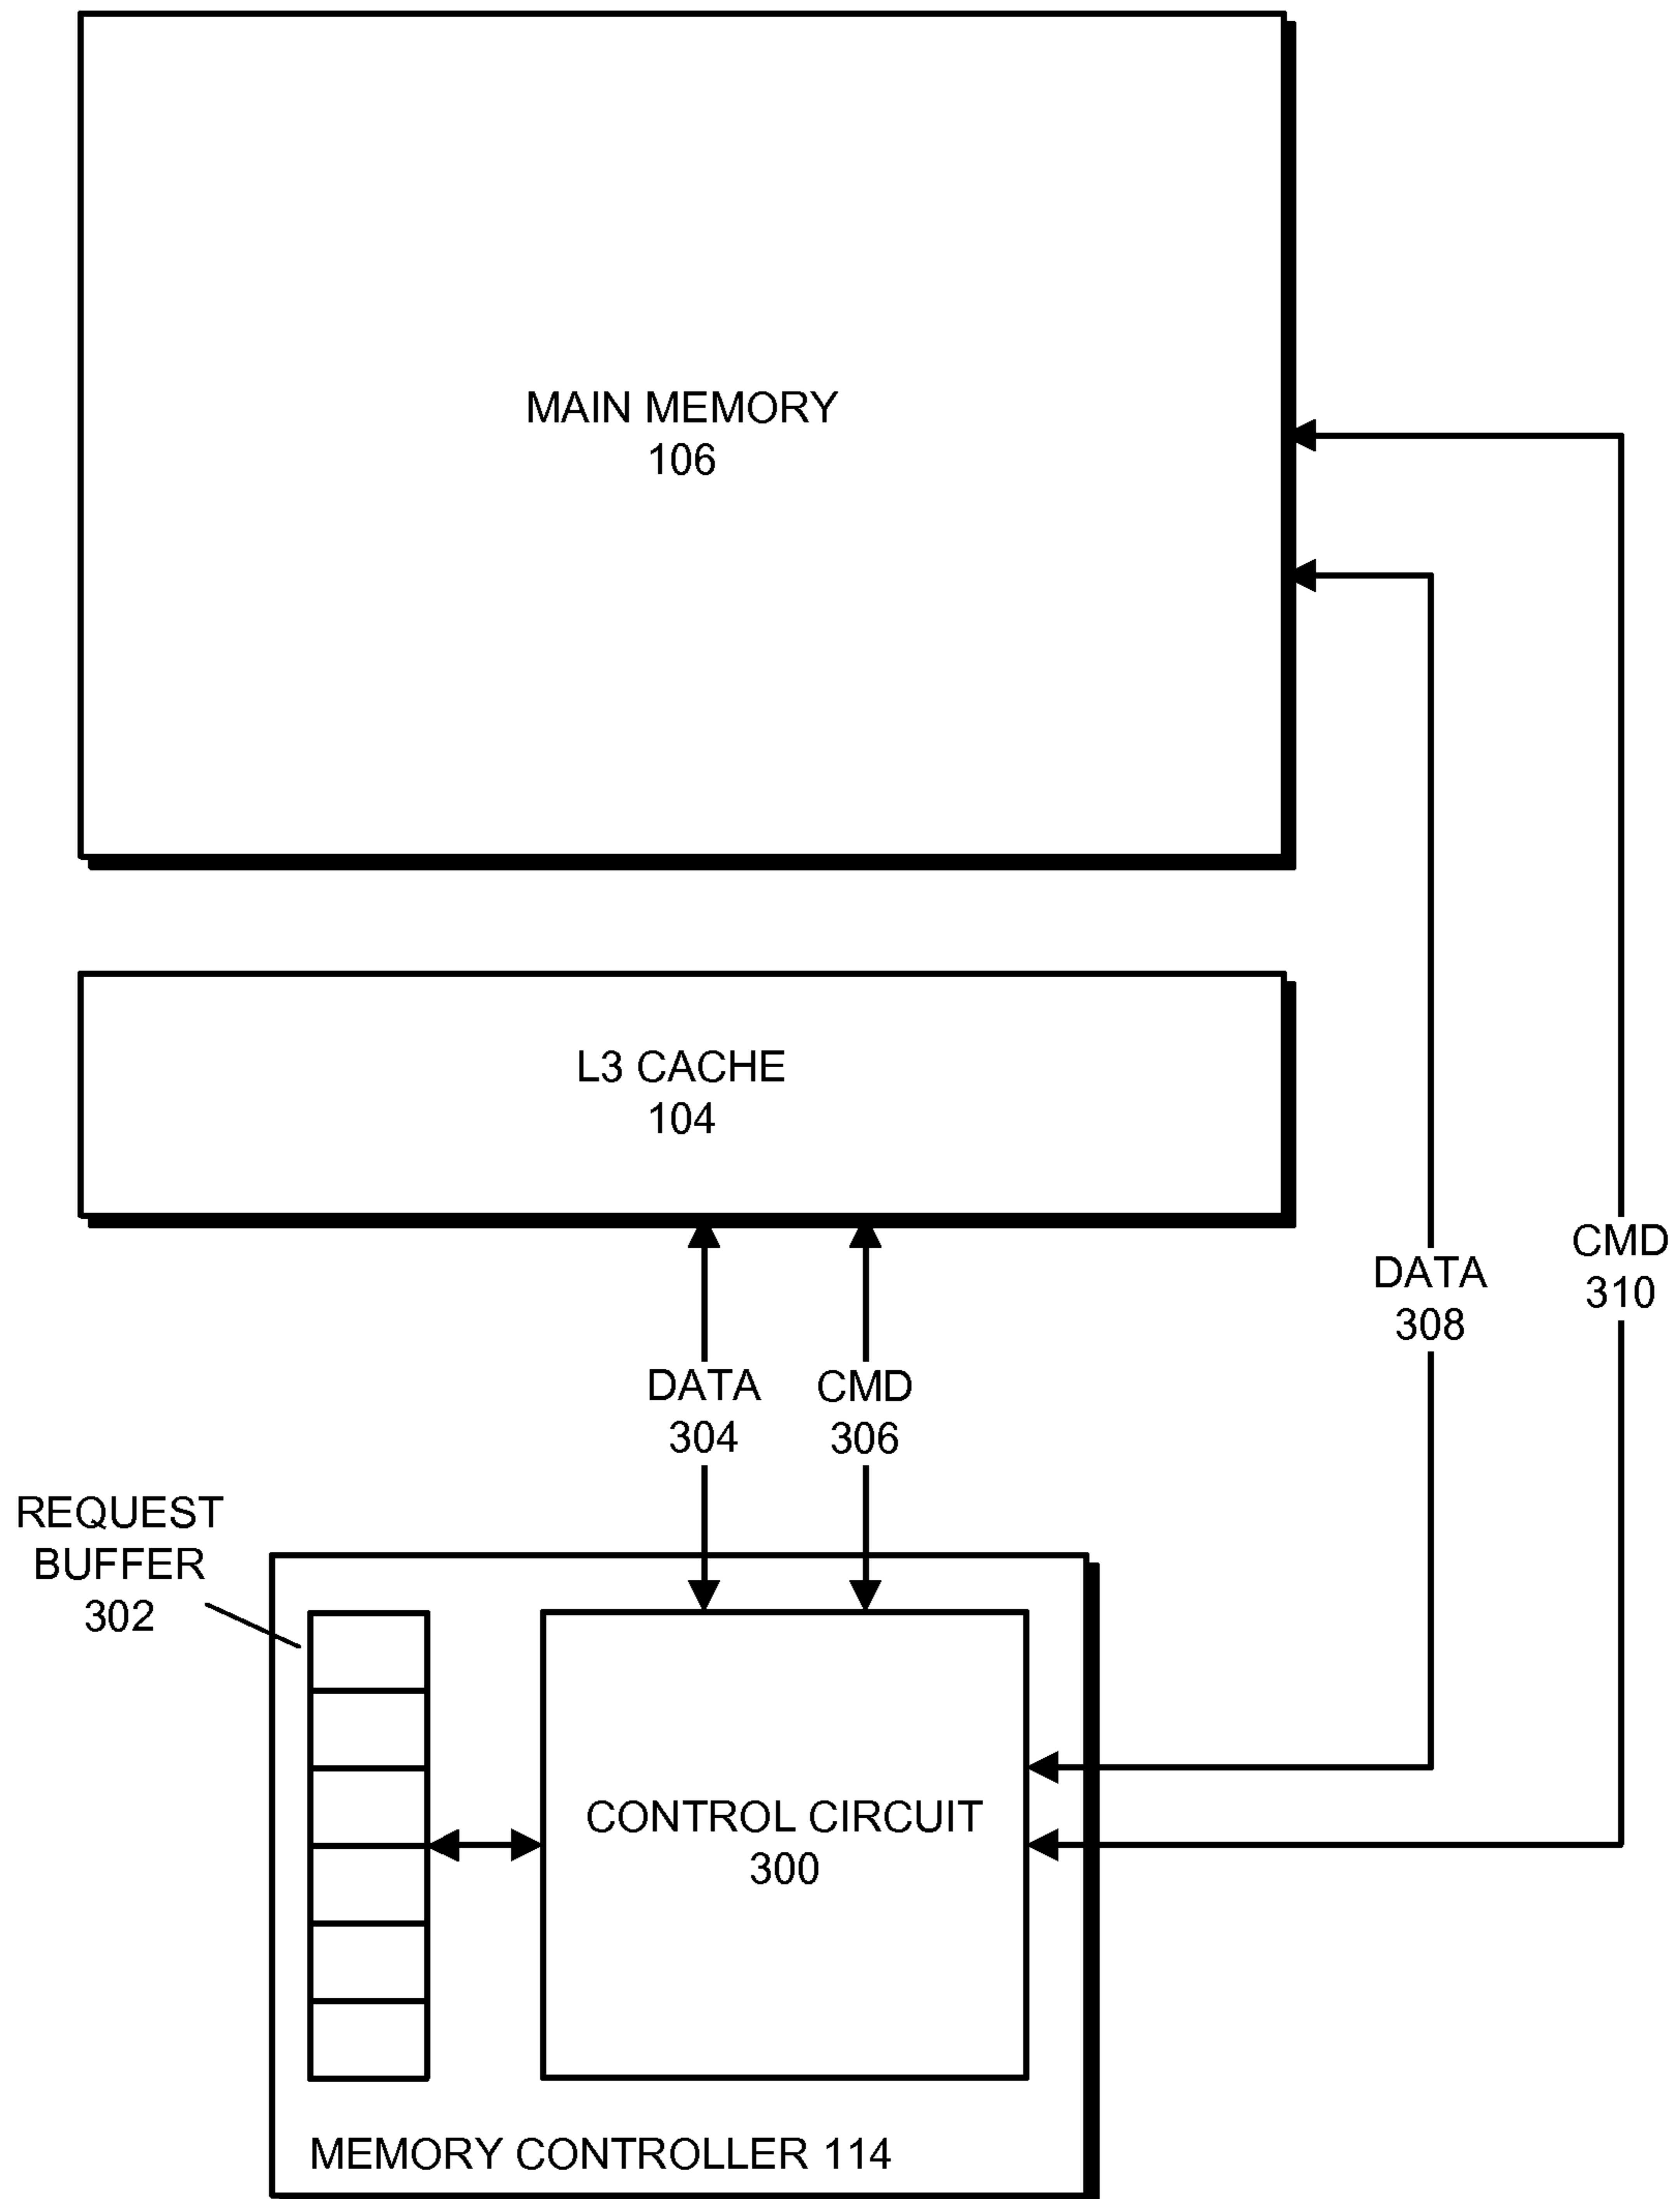 MAIN MEMORY
106
L3 CACHE
104
CMD
310
DATA
308
DATA
304
CMD
306
REQUEST
BUFFER
302
CONTROL CIRCUIT
300
MEMORY CONTROLLER 114